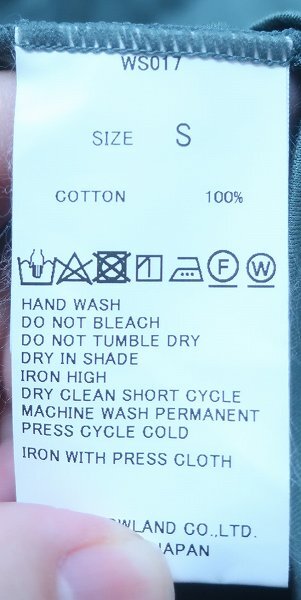 WS017
SIZE S
COTTON 100%
F W
HAND WASH
DO NOT BLEACH
DO NOT TUMBLE DRY
DRY IN SHADE
IRON HIGH
DRY CLEAN SHORT CYCLE
MACHINE WASH PERMANENT
PRESS CYCLE COLD
IRON WITH PRESS CLOTH
CO.,LTD.
JAPAN